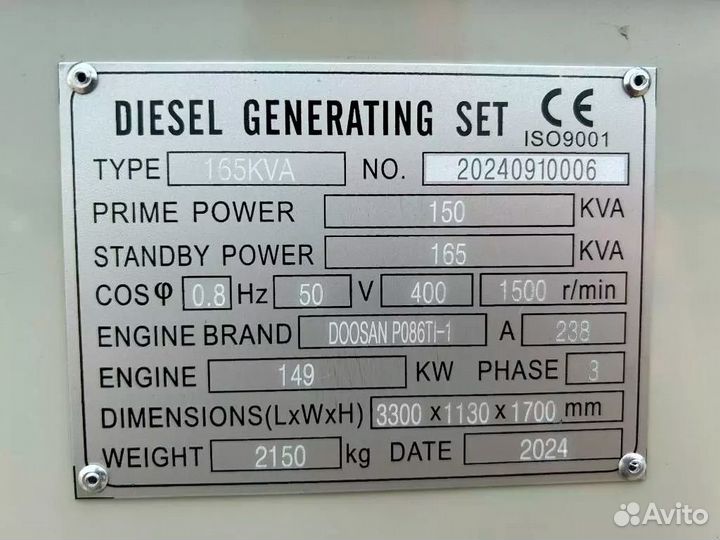 DIESEL GENERATING SET CE
ISO9001
TYPE 165KVA NO. 20240910006
PRIME POWER 150 KVA
STANDBY POWER 165 KVA
COSφ 0.8 Hz 50 V 400 1500 r/min
ENGINE BRAND DOOSAN P086TI-1 A 238
ENGINE 149 KW PHASE 3
DIMENSIONS(LxWxH) 3300 x1130 x 1700 mm
WEIGHT 2150 kg DATE 2024
Avito